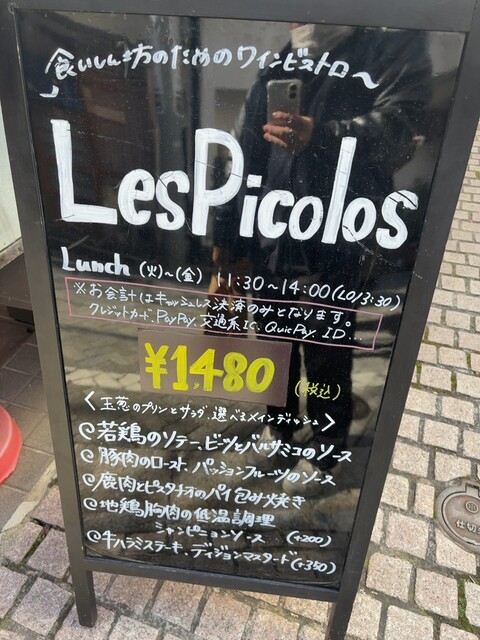 食いしん坊のためのワインビストロ〜
LesPicolos
Lunch (火)~(金) 11:30~14:00(LO13:30)
※お会計はキャッシュレス決済のみとなります。
クレジットカード、PayPay、交通系IC、QuicPay、ID...
¥1,480 (税込)
〈玉葱のプリンとサラダ、選べるメインディッシュ〉
@若鶏のソテー、ビーツとバルサミコのソース
@豚肉のロースト、パッションフルーツのソース
@鹿肉とピスタチオのパイ包み焼き
@地鶏胸肉の低温調理
シャンピニョンソース (+200)
@牛ハラミステーキ・ディジョンマスタード(+350)
仕切